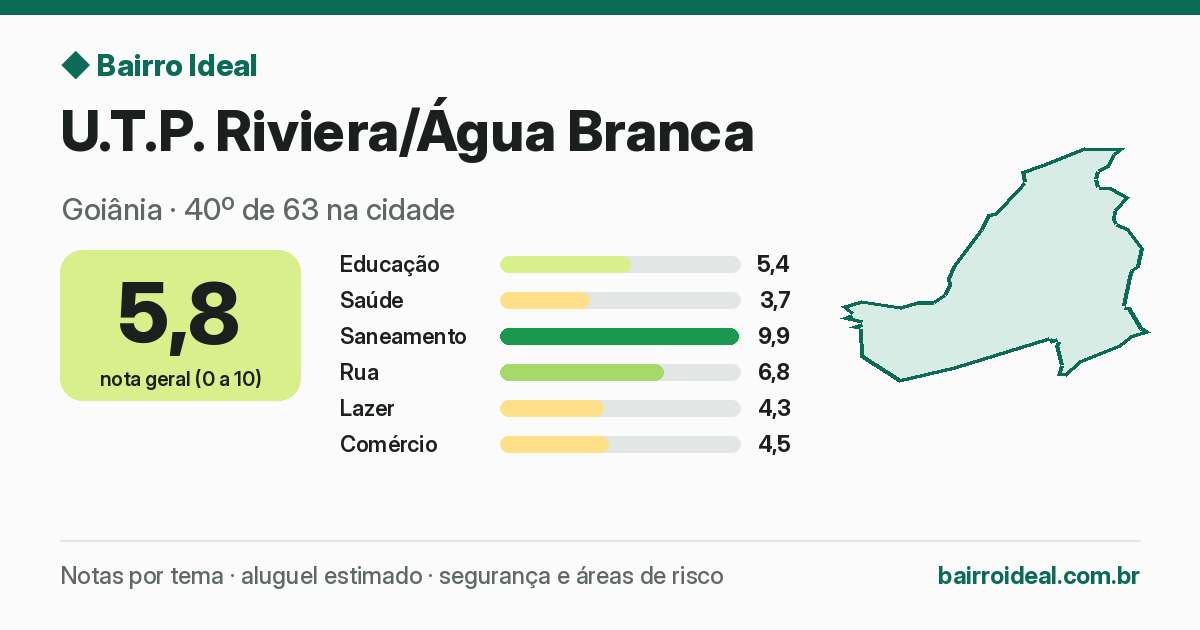 Bairro Ideal
U.T.P. Riviera/Água Branca
Goiânia · 40º de 63 na cidade
5,8
nota geral (0 a 10)
Educação 5,4
Saúde 3,7
Saneamento 9,9
Rua 6,8
Lazer 4,3
Comércio 4,5
Notas por tema · aluguel estimado · segurança e áreas de risco
bairroideal.com.br